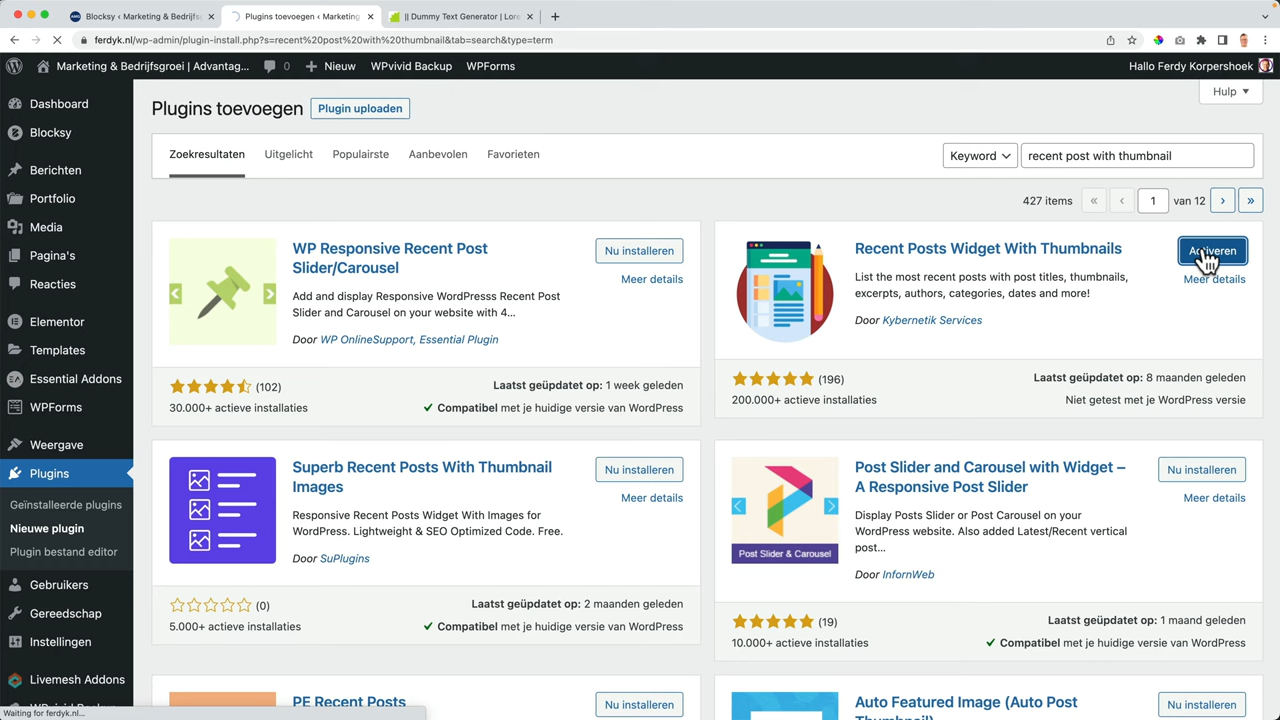 Blocksy ‹ Marketing & Bedrijfsg
Plugins toevoegen ‹ Marketing
|| Dummy Text Generator | Lore
ferdyk.nl/wp-admin/plugin-install.php?s=recent%20post%20with%20thumbnail&tab=search&type=term
Marketing & Bedrijfsgroei | Advantag...
0
Nieuw
WPvivid Backup
WPForms
Hallo Ferdy Korpershoek
Dashboard
Blocksy
Berichten
Portfolio
Media
Pagina's
Reacties
Elementor
Templates
Essential Addons
WPForms
Weergave
Plugins
Geïnstalleerde plugins
Nieuwe plugin
Plugin bestand editor
Gebruikers
Gereedschap
Instellingen
Livemesh Addons
Waiting for ferdyk.nl...
Plugins toevoegen
Plugin uploaden
Hulp ▼
Zoekresultaten
Uitgelicht
Populairste
Aanbevolen
Favorieten
Keyword
recent post with thumbnail
427 items « ‹ 1 van 12 › »
WP Responsive Recent Post
Slider/Carousel
Nu installeren
Meer details
Add and display Responsive WordPresss Recent Post
Slider and Carousel on your website with 4...
Door WP OnlineSupport, Essential Plugin
(102)
Laatst geüpdatet op: 1 week geleden
30.000+ actieve installaties
Compatibel met je huidige versie van WordPress
Recent Posts Widget With Thumbnails
Activeren
Meer details
List the most recent posts with post titles, thumbnails,
excerpts, authors, categories, dates and more!
Door Kybernetik Services
(196)
Laatst geüpdatet op: 8 maanden geleden
200.000+ actieve installaties
Niet getest met je WordPress versie
Superb Recent Posts With Thumbnail
Images
Nu installeren
Meer details
Responsive Recent Posts Widget With Images for
WordPress. Lightweight & SEO Optimized Code. Free.
Door SuPlugins
(0)
Laatst geüpdatet op: 2 maanden geleden
5.000+ actieve installaties
Compatibel met je huidige versie van WordPress
Post Slider & Carousel
Post Slider and Carousel with Widget –
A Responsive Post Slider
Nu installeren
Meer details
Display Posts Slider or Post Carousel on your
WordPress website. Also added Latest/Recent vertical
post...
Door InfornWeb
(19)
Laatst geüpdatet op: 1 maand geleden
10.000+ actieve installaties
Compatibel met je huidige versie van WordPress
PE Recent Posts
Nu installeren
Auto Featured Image (Auto Post
Nu installeren